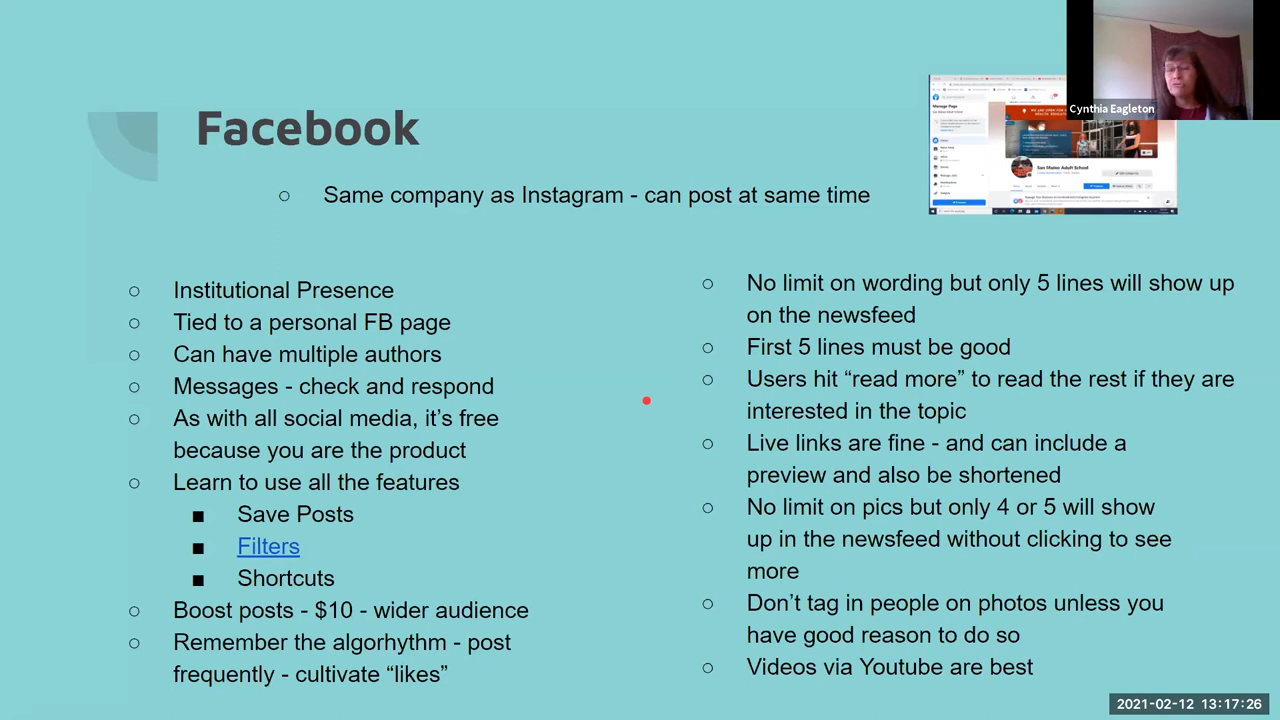 Facebook
Same company as Instagram - can post at same time
Institutional Presence
Tied to a personal FB page
Can have multiple authors
Messages - check and respond
As with all social media, it's free
because you are the product
Learn to use all the features
Save Posts
Filters
Shortcuts
Boost posts - $10 - wider audience
Remember the algorhythm - post
frequently - cultivate “likes”
No limit on wording but only 5 lines will show up
on the newsfeed
First 5 lines must be good
Users hit “read more” to read the rest if they are
interested in the topic
Live links are fine - and can include a
preview and also be shortened
No limit on pics but only 4 or 5 will show
up in the newsfeed without clicking to see
more
Don't tag in people on photos unless you
have good reason to do so
Videos via Youtube are best
Manage Page
San Mateo Adult School
Cynthia Eagleton
2021-02-12 13:17:26